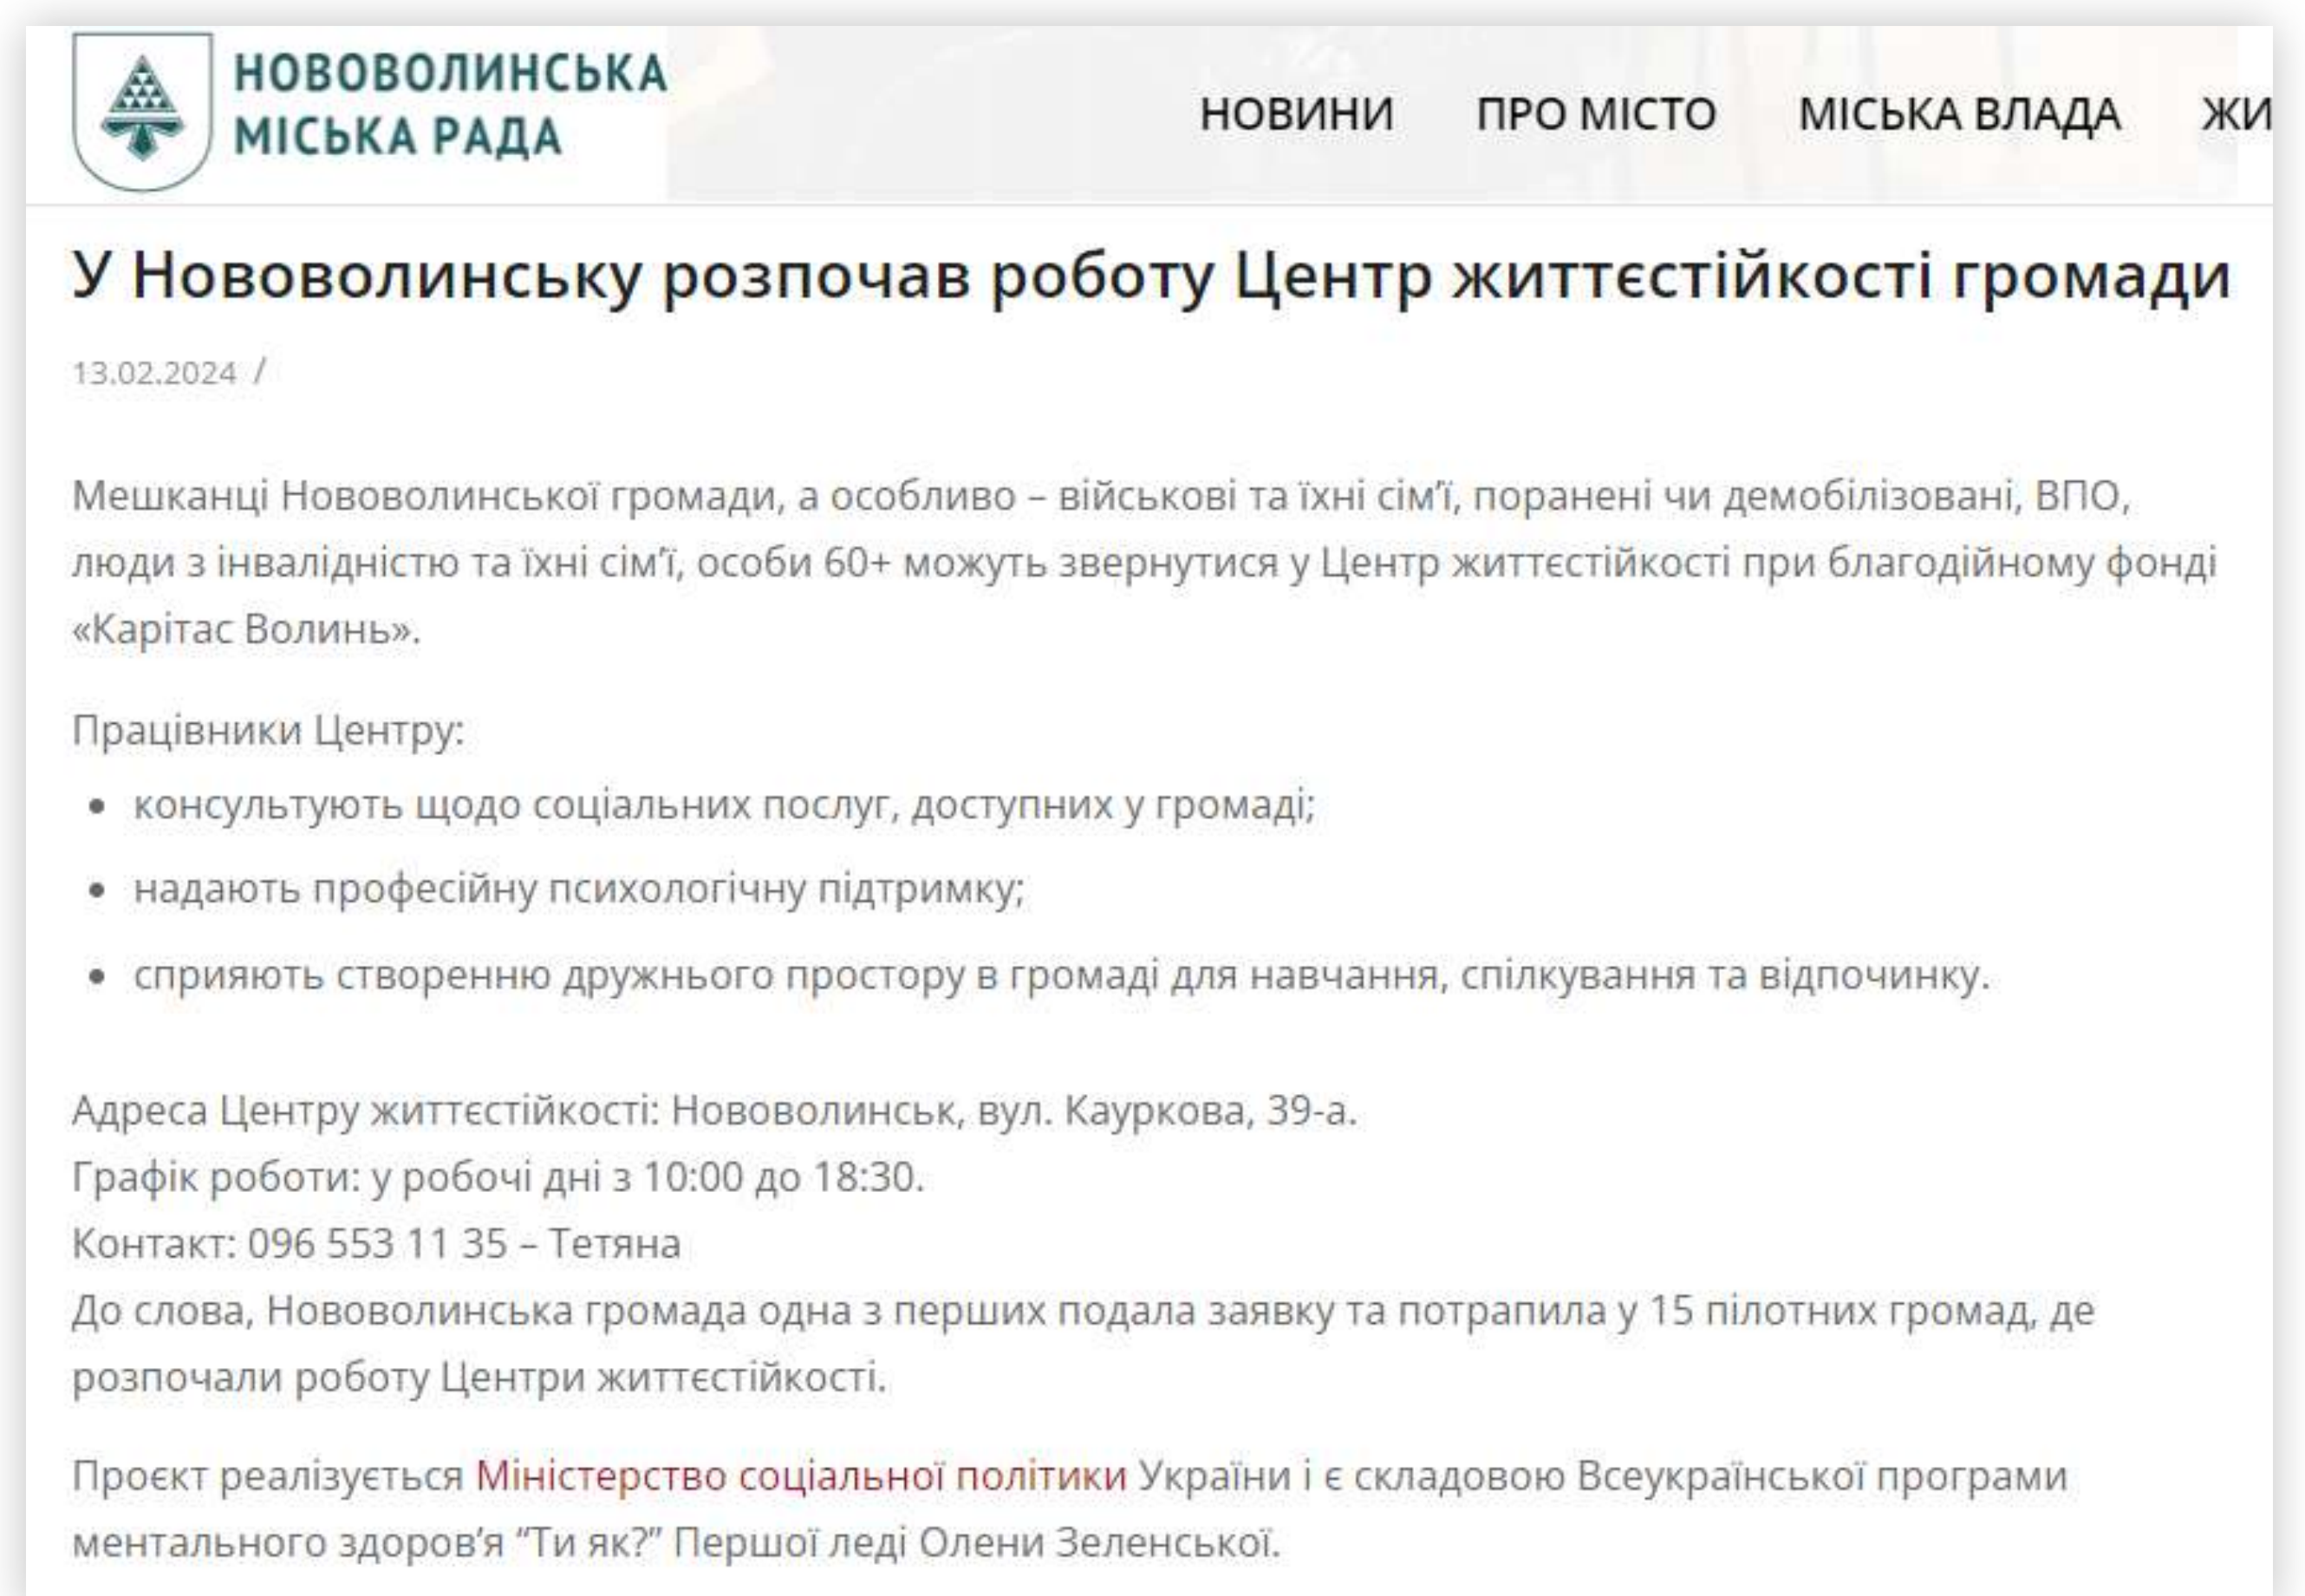 НОВОВОЛИНСЬКА
МІСЬКА РАДА
НОВИНИ ПРО МІСТО МІСЬКА ВЛАДА ЖИ
У Нововолинську розпочав роботу Центр життєстійкості громади
13.02.2024 /
Мешканці Нововолинської громади, а особливо – військові та їхні сім’ї, поранені чи демобілізовані, ВПО,
люди з інвалідністю та їхні сім’ї, особи 60+ можуть звернутися у Центр життєстійкості при благодійному фонді
«Карітас Волинь».
Працівники Центру:
• консультують щодо соціальних послуг, доступних у громаді;
• надають професійну психологічну підтримку;
• сприяють створенню дружнього простору в громаді для навчання, спілкування та відпочинку.
Адреса Центру життєстійкості: Нововолинськ, вул. Кауркова, 39-а.
Графік роботи: у робочі дні з 10:00 до 18:30.
Контакт: 096 553 11 35 – Тетяна
До слова, Нововолинська громада одна з перших подала заявку та потрапила у 15 пілотних громад, де
розпочали роботу Центри життєстійкості.
Проєкт реалізується Міністерство соціальної політики України і є складовою Всеукраїнської програми
ментального здоров’я “Ти як?” Першої леді Олени Зеленської.